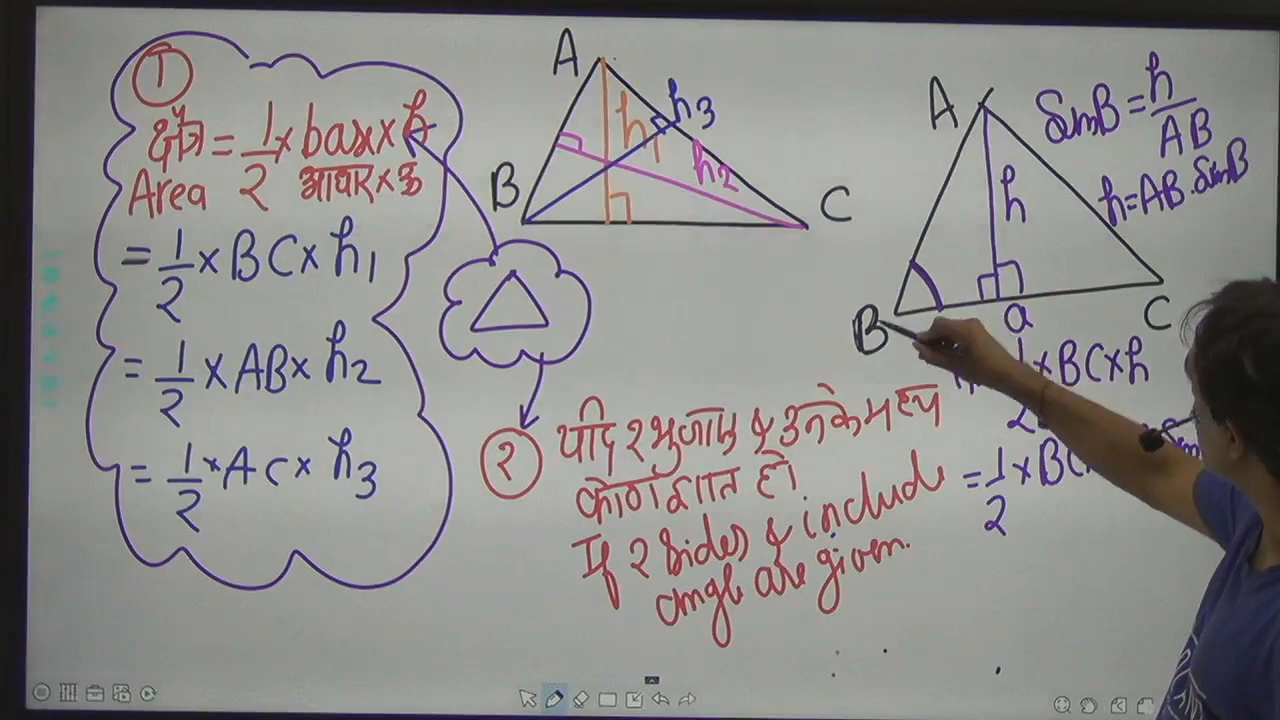 1
Area = 1/2 × base × h
आधार × ऊ
= 1/2 × BC × h1
= 1/2 × AB × h2
= 1/2 × AC × h3
A
B
C
h
h2
h3
२
यदि २ भुजाए & उनके मध्य
कोण ज्ञात हो
If 2 Sides & include
angle are given.
A
B
C
h
a
SinB = h/AB
h = AB.SinB
1/2 × BC × h
= 1/2 × BC